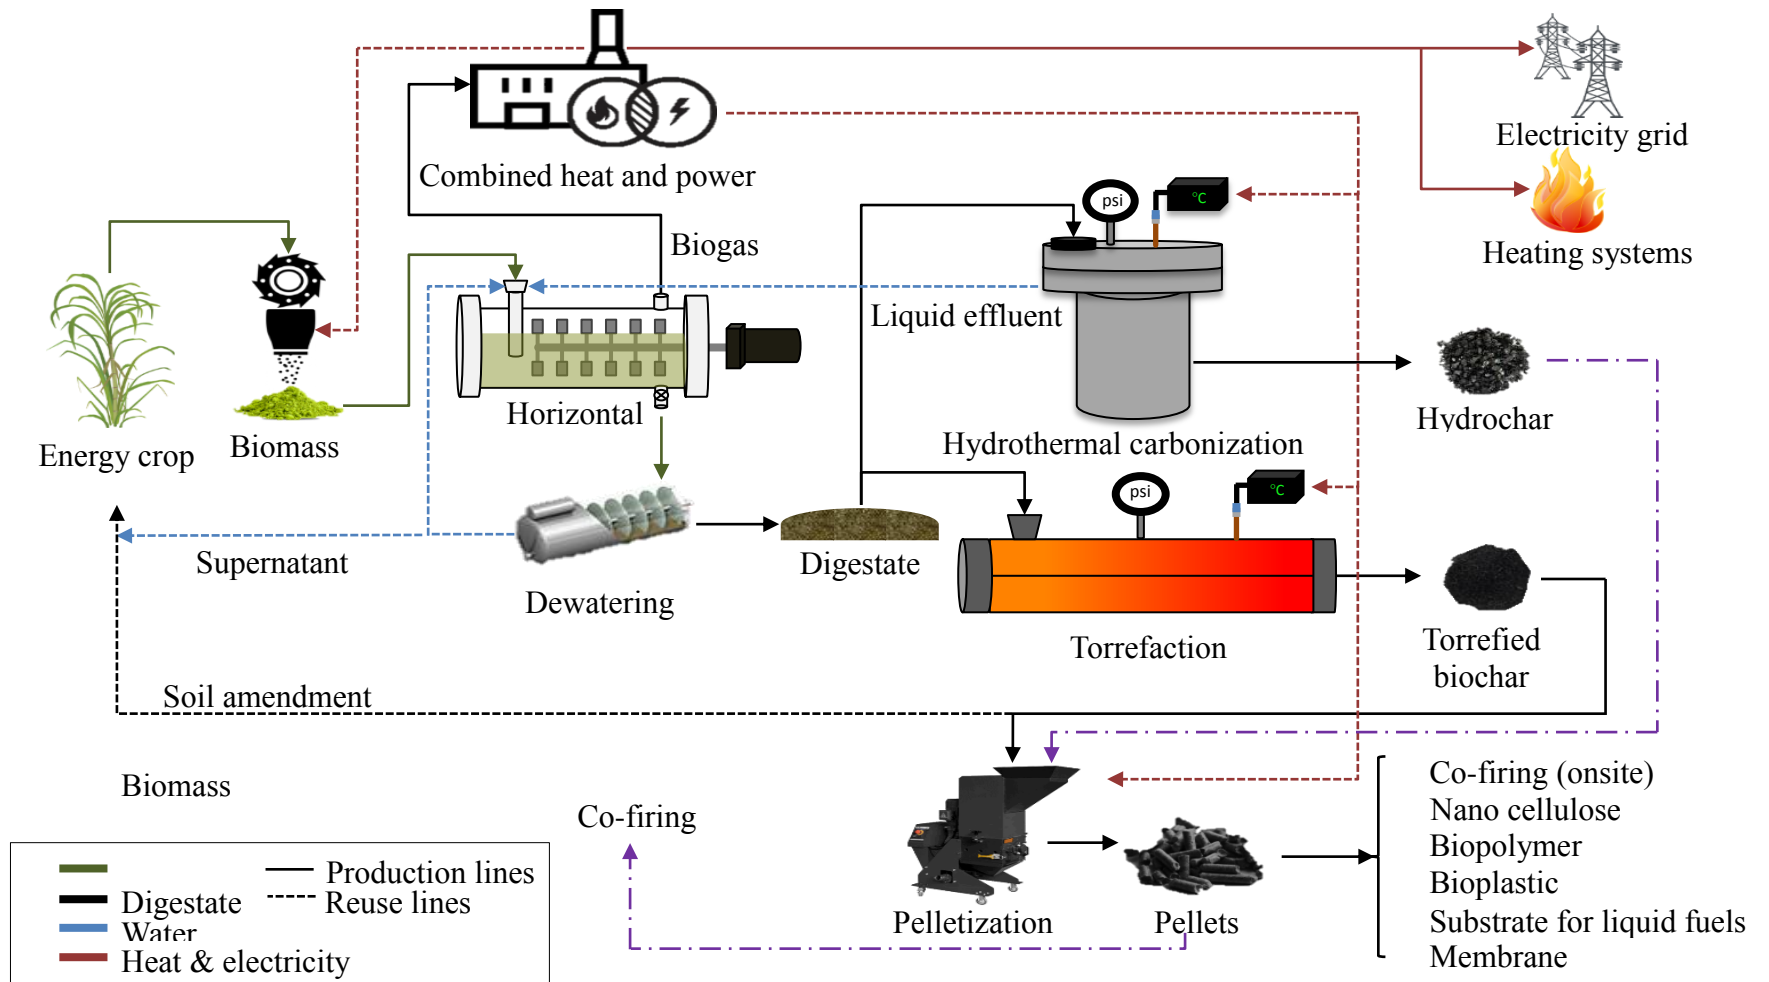 Electricity grid
Combined heat and power
psi
°C
Biogas
Heating systems
Liquid effluent
Horizontal
Hydrochar
Energy crop
Biomass
Hydrothermal carbonization
psi
°C
Supernatant
Digestate
Dewatering
Torrefaction
Torrefied
biochar
Soil amendment
Biomass
Co-firing
Co-firing (onsite)
Nano cellulose
Biopolymer
Bioplastic
Substrate for liquid fuels
Membrane
Pelletization
Pellets
Production lines
Digestate
Reuse lines
Water
Heat & electricity